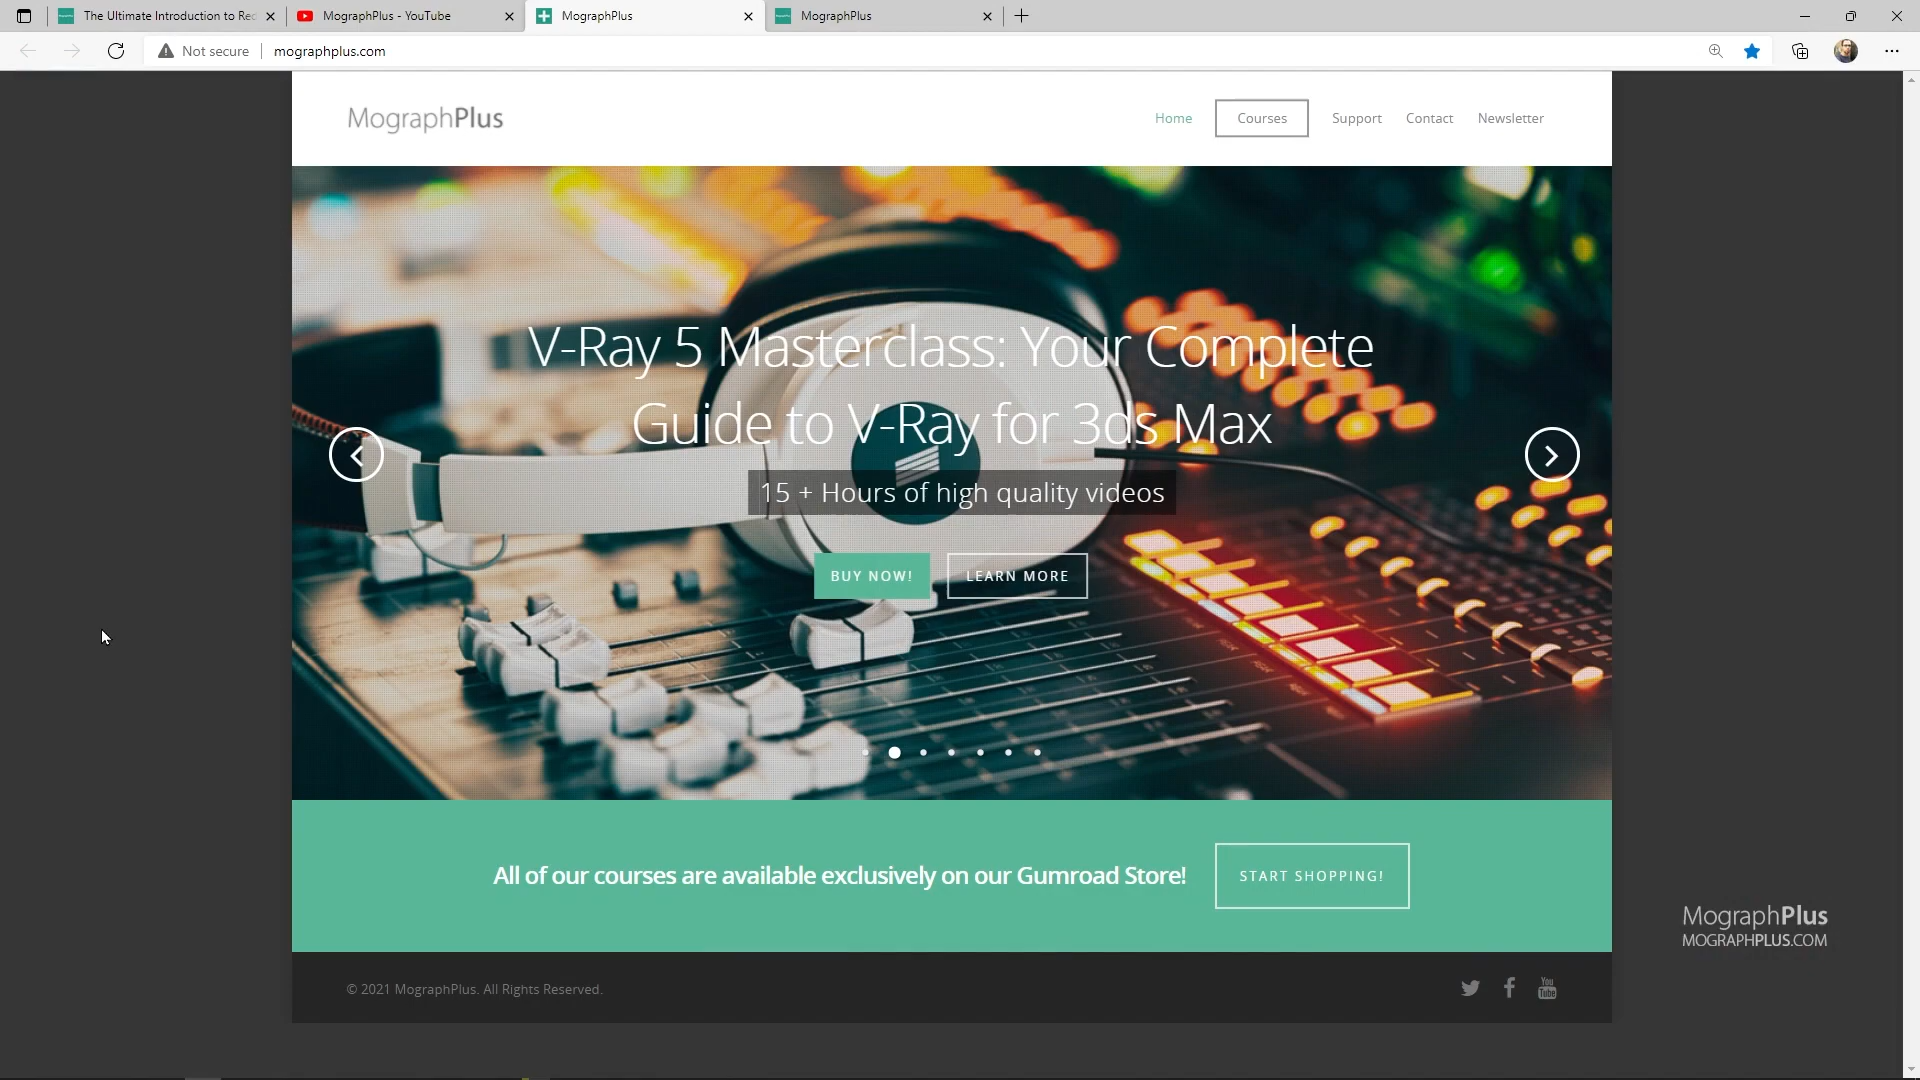 The Ultimate Introduction to Red
MographPlus - YouTube
MographPlus
MographPlus
Not secure
mographplus.com
MographPlus
Home
Courses
Support
Contact
Newsletter
V-Ray 5 Masterclass: Your Complete
Guide to V-Ray for 3ds Max
15 + Hours of high quality videos
BUY NOW!
LEARN MORE
All of our courses are available exclusively on our Gumroad Store!
START SHOPPING!
MographPlus
MOGRAPHPLUS.COM
© 2021 MographPlus. All Rights Reserved.
You
Tube